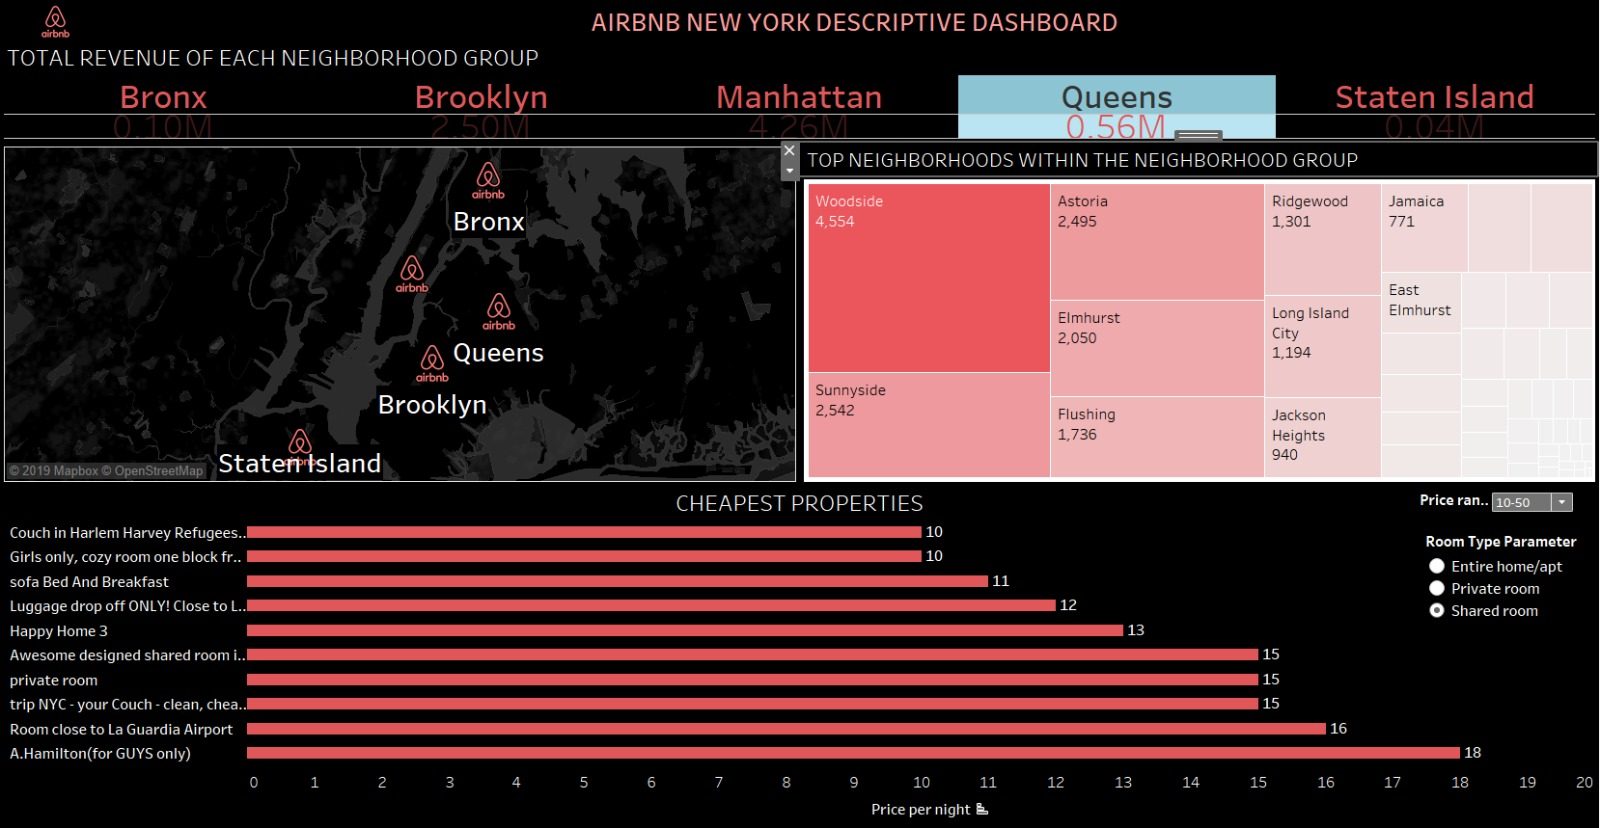 airbnb
AIRBNB NEW YORK DESCRIPTIVE DASHBOARD
TOTAL REVENUE OF EACH NEIGHBORHOOD GROUP
Bronx Brooklyn Manhattan Queens Staten Island
0.10M 2.50M 4.26M 0.56M 0.04M
airbnb
Bronx
airbnb
airbnb
Queens
airbnb
Brooklyn
airbnb
Staten Island
© 2019 Mapbox © OpenStreetMap
TOP NEIGHBORHOODS WITHIN THE NEIGHBORHOOD GROUP
Woodside
4,554
Sunnyside
2,542
Astoria
2,495
Elmhurst
2,050
Flushing
1,736
Ridgewood
1,301
Long Island
City
1,194
Jackson
Heights
940
Jamaica
771
East
Elmhurst
CHEAPEST PROPERTIES
Couch in Harlem Harvey Refugees.. 10
Girls only, cozy room one block fr.. 10
sofa Bed And Breakfast 11
Luggage drop off ONLY! Close to L.. 12
Happy Home 3 13
Awesome designed shared room i.. 15
private room 15
trip NYC - your Couch - clean, chea.. 15
Room close to La Guardia Airport 16
A.Hamilton(for GUYS only) 18
0 1 2 3 4 5 6 7 8 9 10 11 12 13 14 15 16 17 18 19 20
Price per night
Price ran.. 10-50
Room Type Parameter
Entire home/apt
Private room
Shared room